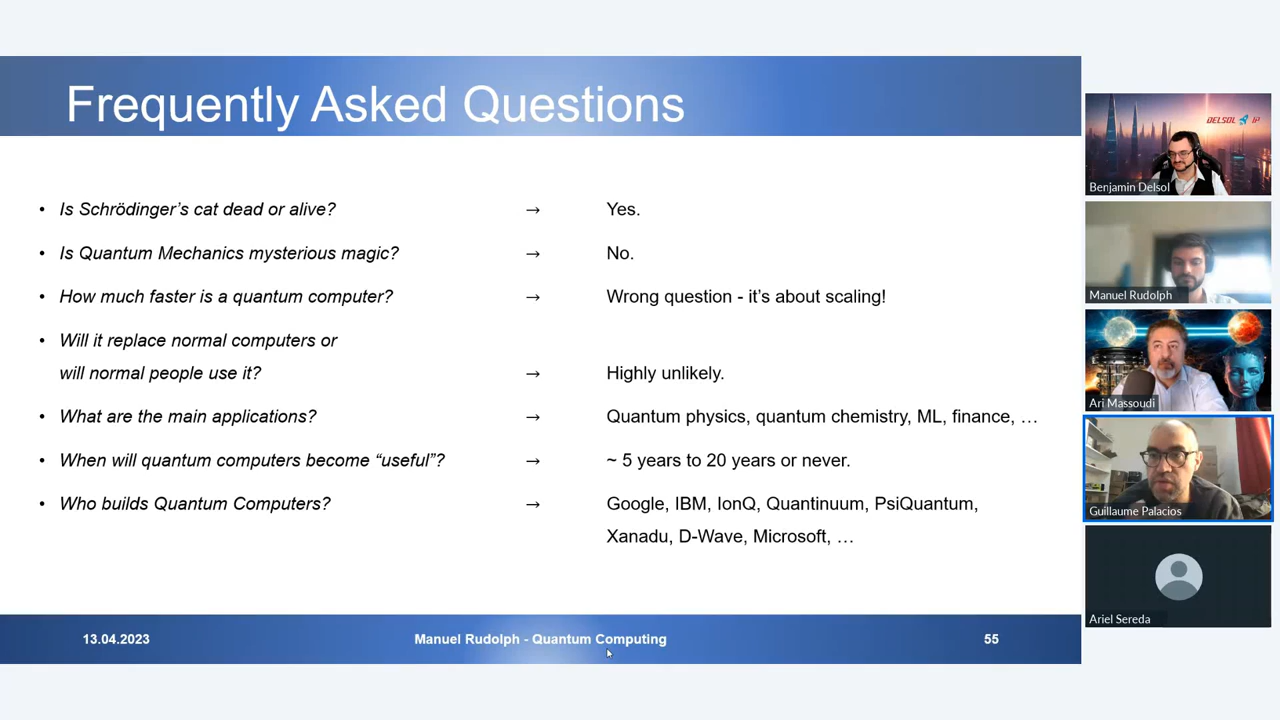 Frequently Asked Questions
• Is Schrödinger's cat dead or alive? → Yes.
• Is Quantum Mechanics mysterious magic? → No.
• How much faster is a quantum computer? → Wrong question - it's about scaling!
• Will it replace normal computers or
will normal people use it? → Highly unlikely.
• What are the main applications? → Quantum physics, quantum chemistry, ML, finance, …
• When will quantum computers become “useful”? → ~ 5 years to 20 years or never.
• Who builds Quantum Computers? → Google, IBM, IonQ, Quantinuum, PsiQuantum,
Xanadu, D-Wave, Microsoft, …
13.04.2023 Manuel Rudolph - Quantum Computing 55
DELSOL IP
Benjamin Delsol
Manuel Rudolph
Ari Massoudi
Guillaume Palacios
Ariel Sereda